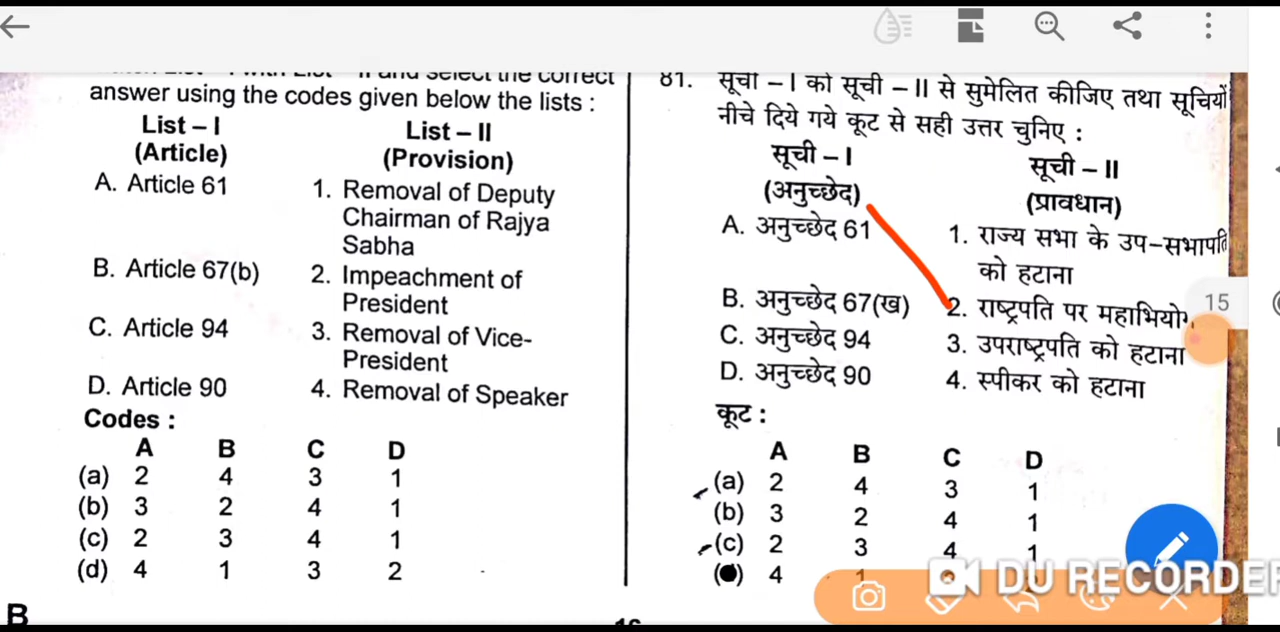 answer using the codes given below the lists :
List – I
(Article)
List – II
(Provision)
A. Article 61
1. Removal of Deputy
Chairman of Rajya
Sabha
B. Article 67(b)
2. Impeachment of
President
C. Article 94
3. Removal of Vice-
President
D. Article 90
4. Removal of Speaker
Codes :
A B C D
(a) 2 4 3 1
(b) 3 2 4 1
(c) 2 3 4 1
(d) 4 1 3 2
B
81. सूची – I को सूची – II से सुमेलित कीजिए तथा सूचियों
नीचे दिये गये कूट से सही उत्तर चुनिए :
सूची – I
(अनुच्छेद)
सूची – II
(प्रावधान)
A. अनुच्छेद 61
1. राज्य सभा के उप-सभापति
को हटाना
B. अनुच्छेद 67(ख)
2. राष्ट्रपति पर
C. अनुच्छेद 94
3. उपराष्ट्रपति को हटाना
D. अनुच्छेद 90
4. स्पीकर को हटाना
कूट :
A B C D
(a) 2 4 3 1
(b) 3 2 4 1
(c) 2 3 4 1
4 1
15
DU RECORDER